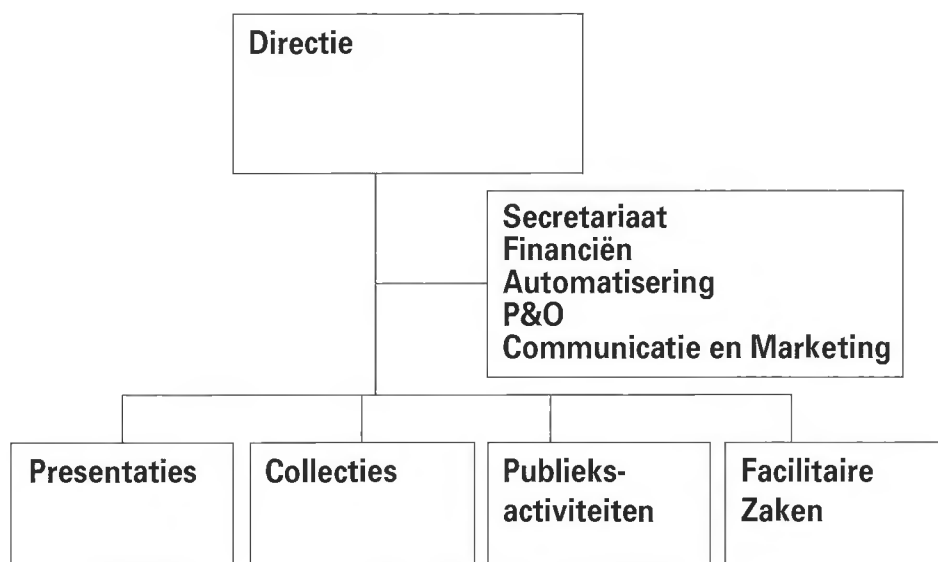 Directie
Secretariaat
Financiën
Automatisering
P&O
Communicatie en Marketing
Presentaties
Collecties
Publieks-
activiteiten
Facilitaire
Zaken